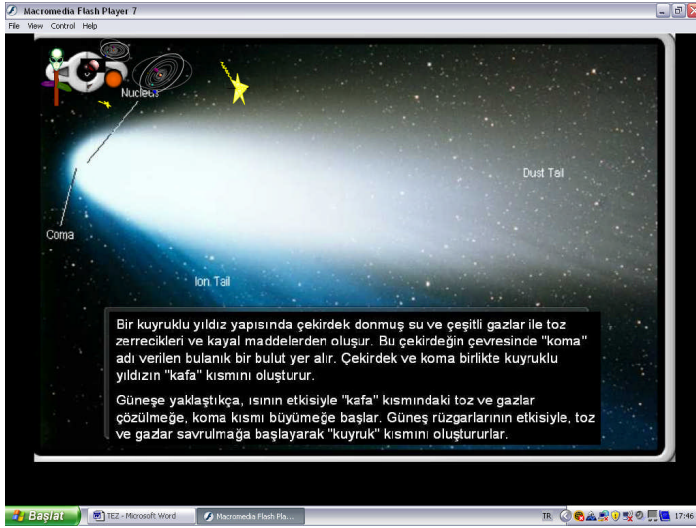 Macromedia Flash Player 7
File View Control Help
Nucleus
Dust Tail
Coma
Ion Tail
Bir kuyruklu yıldız yapısında çekirdek donmuş su ve çeşitli gazlar ile toz
zerrecikleri ve kayal maddelerden oluşur. Bu çekirdeğin çevresinde "koma"
adı verilen bulanık bir bulut yer alır. Çekirdek ve koma birlikte kuyruklu
yıldızın "kafa" kısmını oluşturur.
Güneşe yaklaştıkça, ısının etkisiyle "kafa" kısmındaki toz ve gazlar
çözülmeğe, koma kısmı büyümeğe başlar. Güneş rüzgarlarının etkisiyle, toz
ve gazlar savrulmağa başlayarak "kuyruk" kısmını oluştururlar.
Başlat
TEZ - Microsoft Word
Macromedia Flash Pla...
TR
17:46